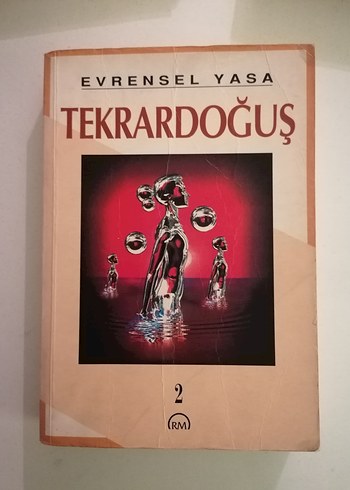 EVRENSEL YASA
TEKRARDOĞUŞ
2
RM